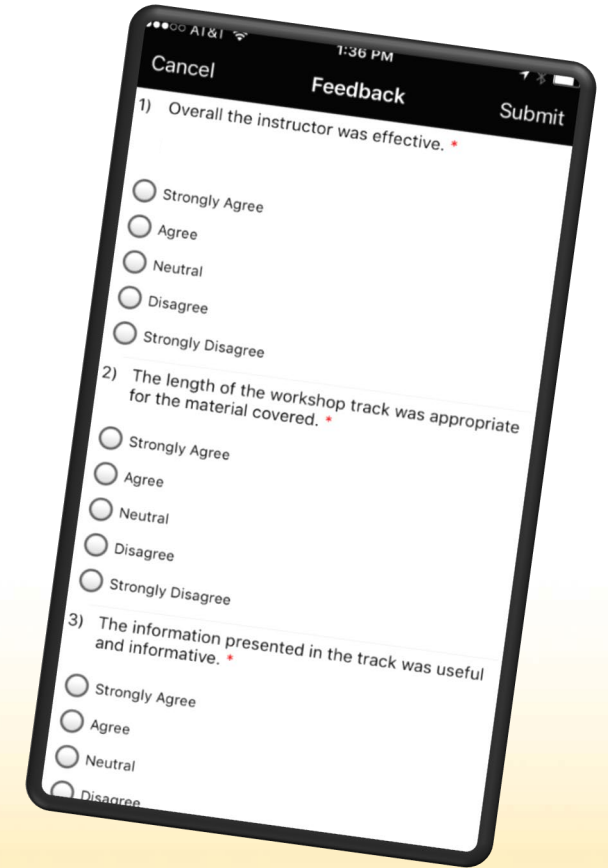 AT&T
1:36 PM
Cancel
Feedback
Submit
1) Overall the instructor was effective. *
Strongly Agree
Agree
Neutral
Disagree
Strongly Disagree
2) The length of the workshop track was appropriate
for the material covered. *
Strongly Agree
Agree
Neutral
Disagree
Strongly Disagree
3) The information presented in the track was useful
and informative. *
Strongly Agree
Agree
Neutral
Disagree